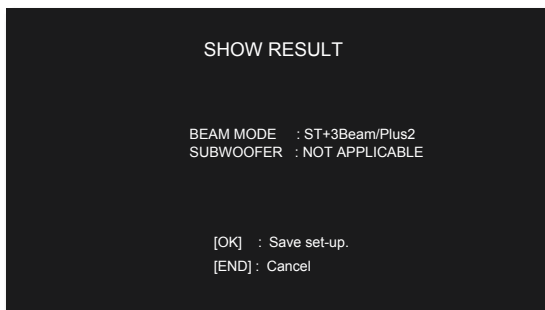 SHOW RESULT
BEAM MODE : ST+3Beam/Plus2
SUBWOOFER : NOT APPLICABLE
[OK] : Save set-up.
[END] : Cancel